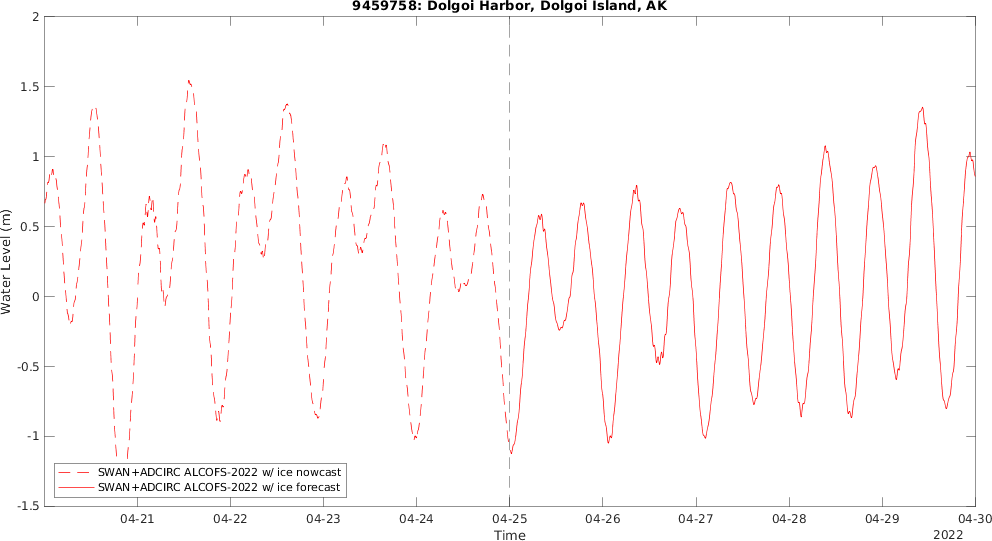 9459758: Dolgoi Harbor, Dolgoi Island, AK
2
1.5
1
0.5
0
-0.5
-1
-1.5
Water Level (m)
SWAN+ADCIRC ALCOFS-2022 w/ ice nowcast
SWAN+ADCIRC ALCOFS-2022 w/ ice forecast
04-21 04-22 04-23 04-24 04-25 04-26 04-27 04-28 04-29 04-30
Time
2022